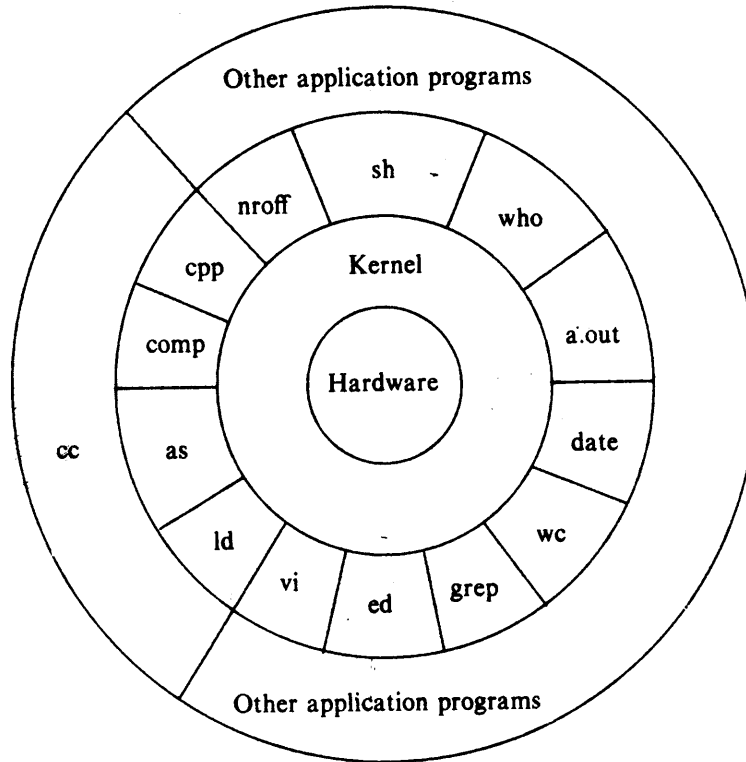 Other application programs
sh
nroff
who
cpp
Kernel
comp
a.out
Hardware
cc
as
date
ld
wc
vi
ed
grep
Other application programs